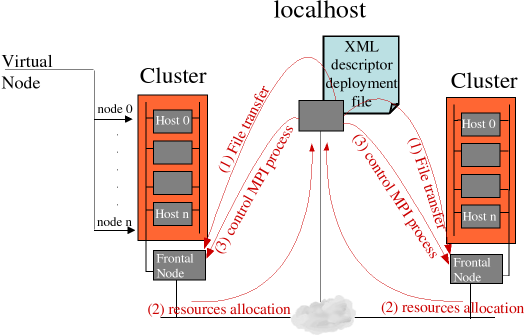 localhost
XML
descriptor
deployment
file
Virtual
Node
Cluster
node 0
Host 0
Host n
node n
Frontal
Node
(1) File transfer
(3) control MPI process
(2) resources allocation
Cluster
Host 0
Host n
Frontal
Node
(1) File transfer
(3) control MPI process
(2) resources allocation